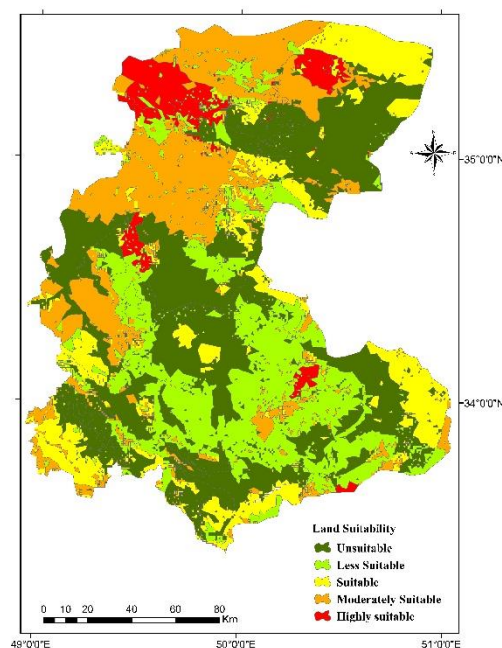 35°0'0"N
34°0'0"N
Land Suitability
Unsuitable
Less Suitable
Suitable
Moderately Suitable
Highly suitable
0 10 20 40 60 80
Km
49°0'0"E 50°0'0"E 51°0'0"E